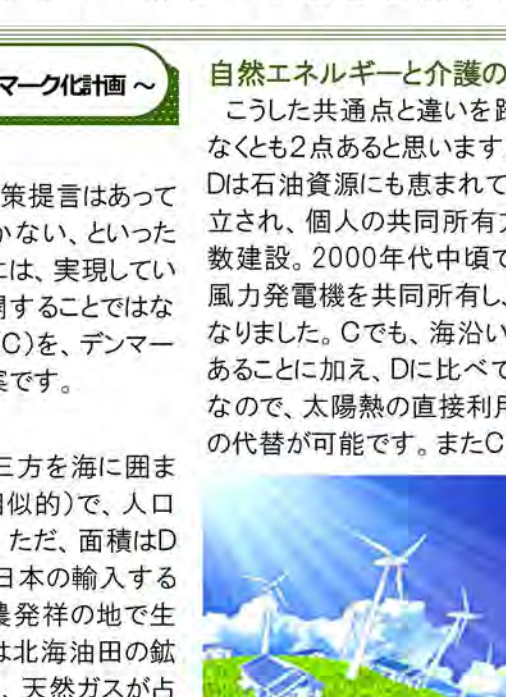 マーク化計画 ～
策提言はあって
かない、といった
には、実現してい
開することではな
C)を、デンマー
案です。
三方を海に囲ま
相似的)で、人口
ただ、面積はD
日本の輸入する
農発祥の地で生
は北海油田の鉱
、天然ガスが占
自然エネルギーと介護の
こうした共通点と違いを踏
なくとも2点あると思います。
Dは石油資源にも恵まれて
立され、個人の共同所有
数建設。2000年代中頃で
風力発電機を共同所有し、
なりました。Cでも、海沿い
あることに加え、Dに比べて
なので、太陽熱の直接利用
の代替が可能です。またC